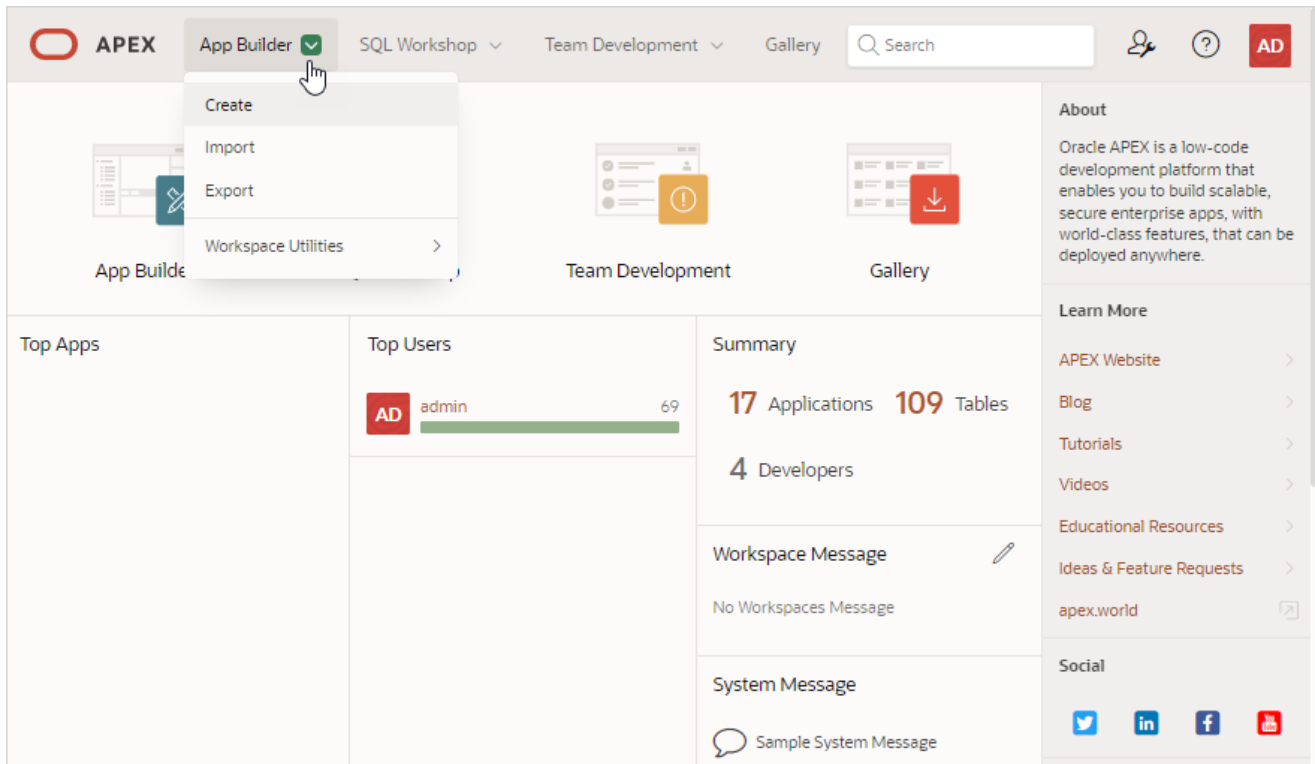 APEX
App Builder
SQL Workshop
Team Development
Gallery
Search
AD
Create
Import
Export
Workspace Utilities
App Builde
Team Development
Gallery
Top Apps
Top Users
AD
admin
69
Summary
17 Applications 109 Tables
4 Developers
Workspace Message
No Workspaces Message
System Message
Sample System Message
About
Oracle APEX is a low-code
development platform that
enables you to build scalable,
secure enterprise apps, with
world-class features, that can be
deployed anywhere.
Learn More
APEX Website
Blog
Tutorials
Videos
Educational Resources
Ideas & Feature Requests
apex.world
Social